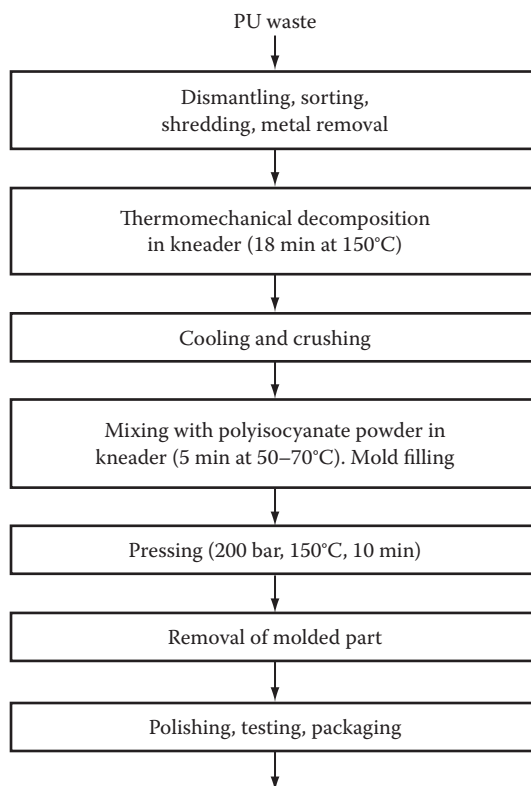 PU waste
Dismantling, sorting,
shredding, metal removal
Thermomechanical decomposition
in kneader (18 min at 150°C)
Cooling and crushing
Mixing with polyisocyanate powder in
kneader (5 min at 50–70°C). Mold filling
Pressing (200 bar, 150°C, 10 min)
Removal of molded part
Polishing, testing, packaging